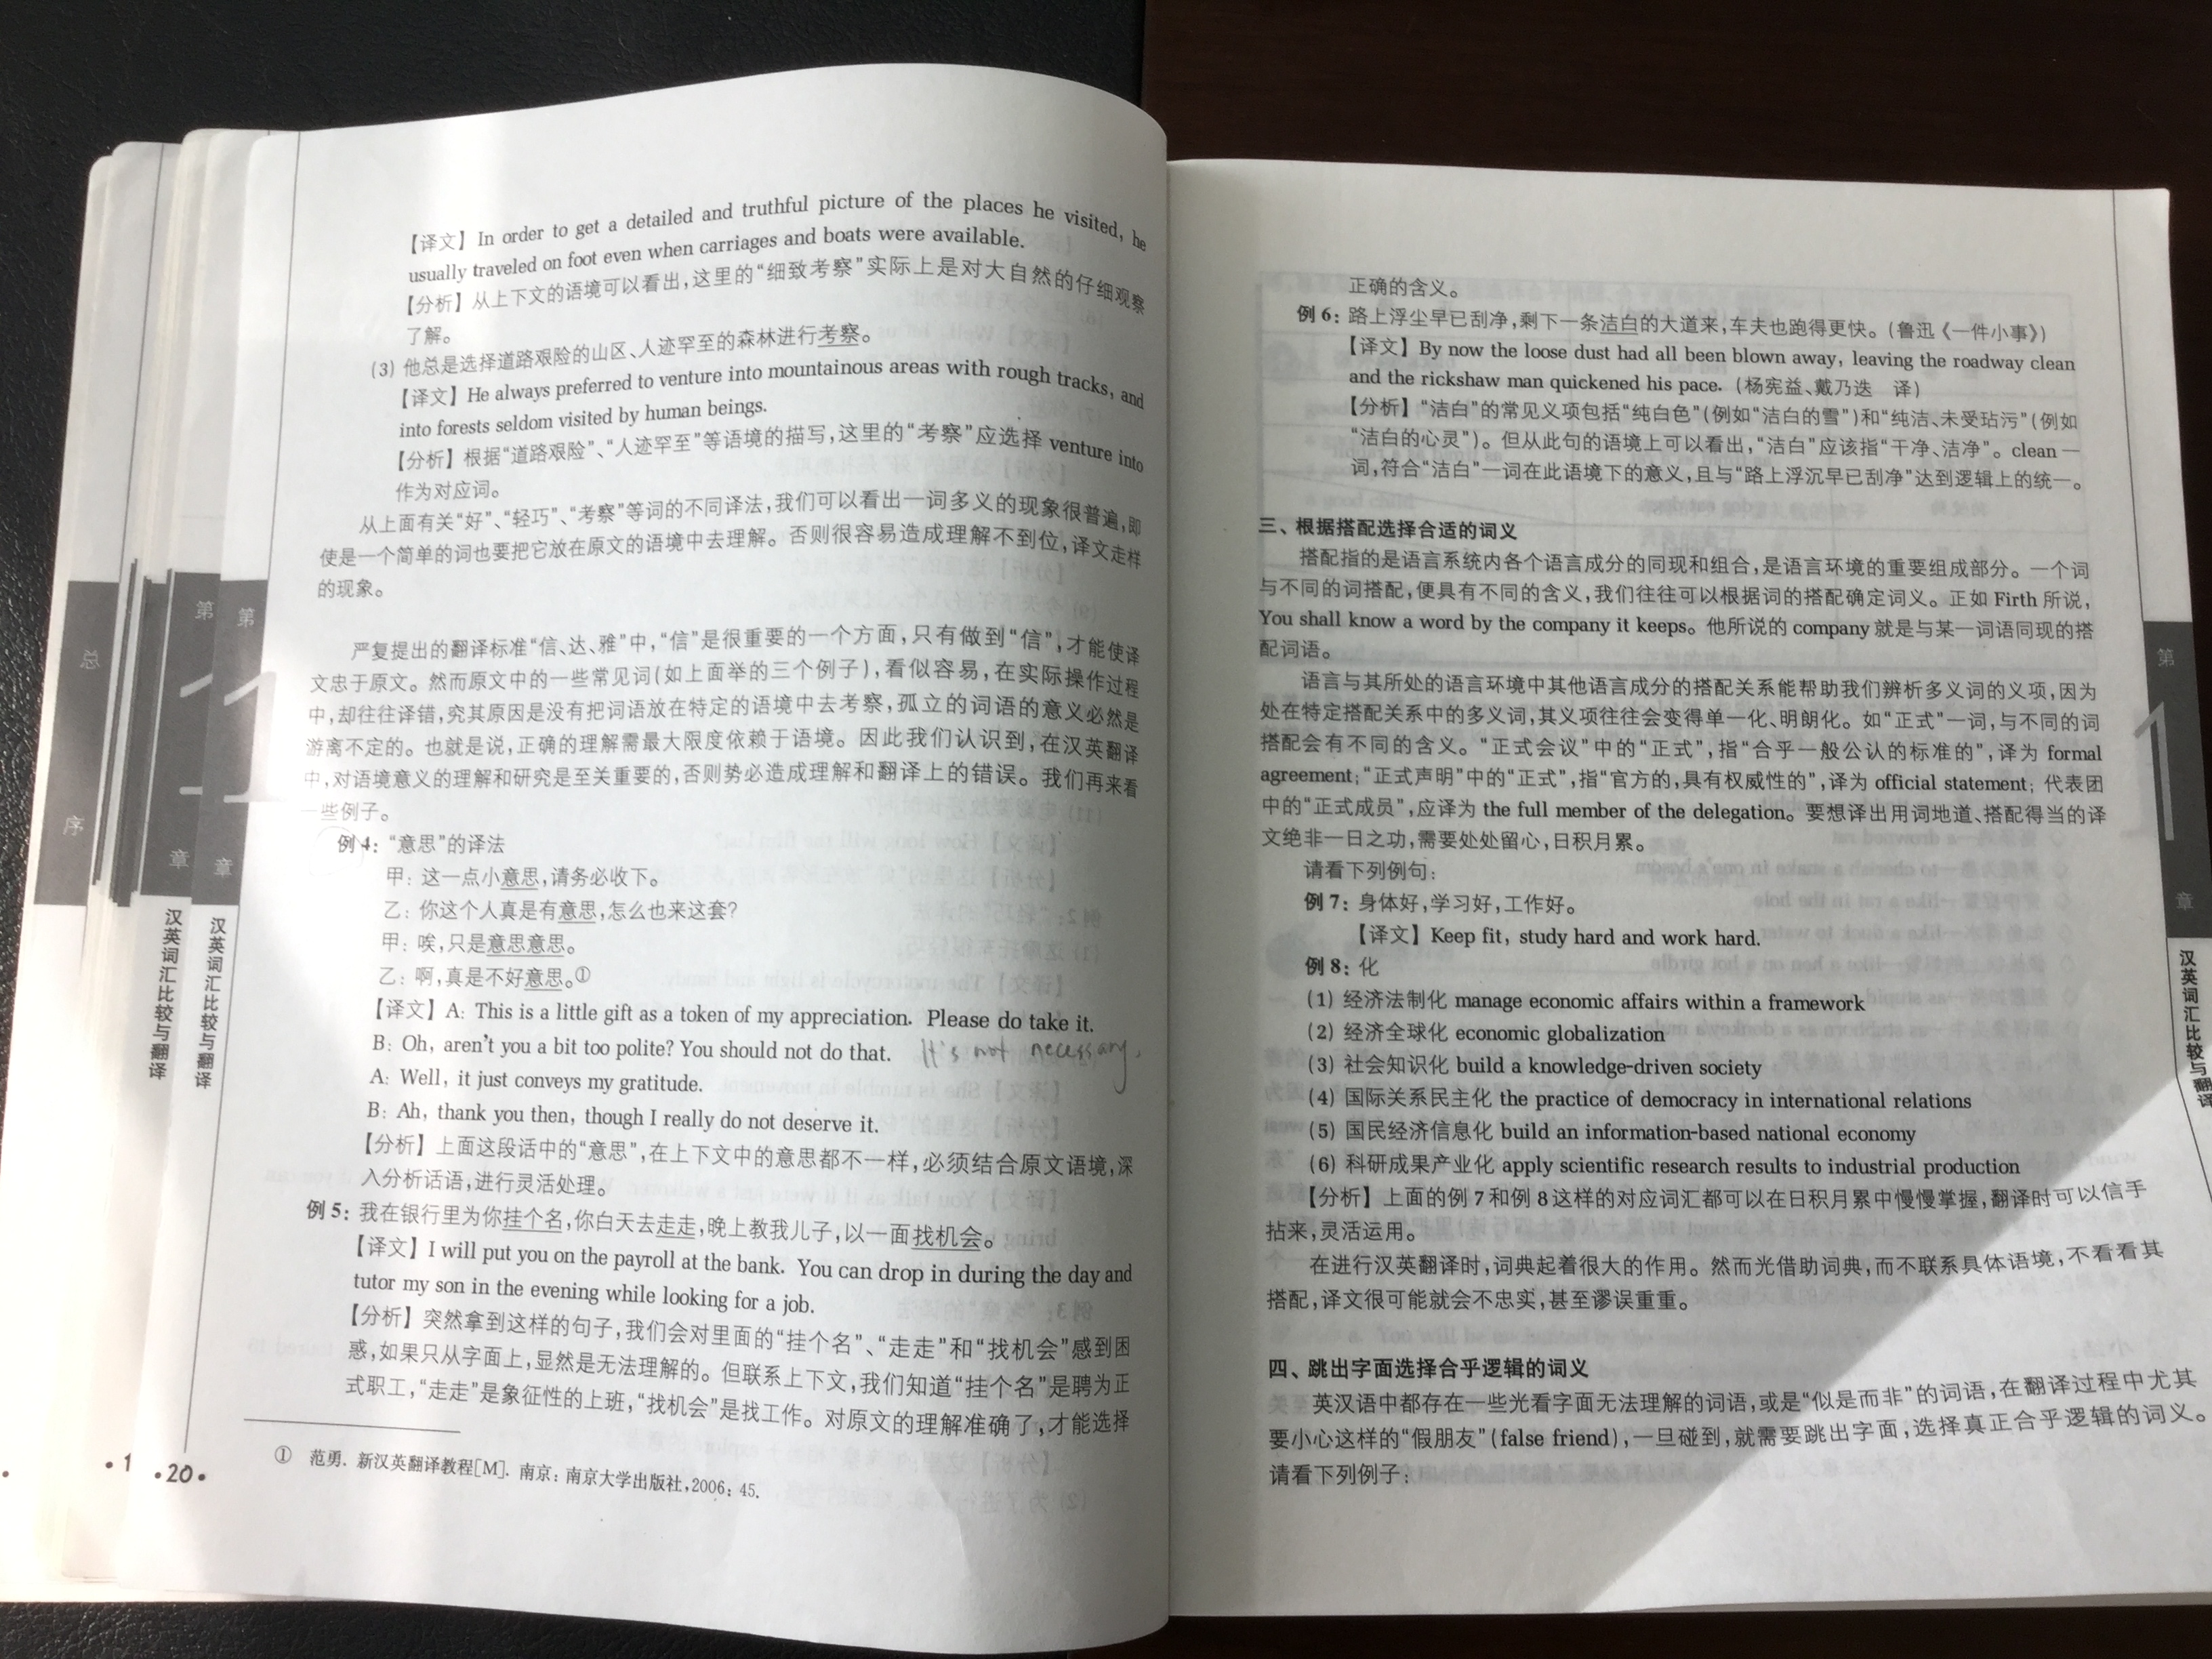 【译文】In order to get a detailed and truthful picture of the places he visited, he
usually traveled on foot even when carriages and boats were available.
【分析】从上下文的语境可以看出,这里的“细致考察”实际上是对大自然的仔细观察
了解。
(3) 他总是选择道路艰险的山区、人迹罕至的森林进行考察。
【译文】He always preferred to venture into mountainous areas with rough tracks, and
into forests seldom visited by human beings.
【分析】根据“道路艰险”、“人迹罕至”等语境的描写,这里的“考察”应选择 venture into
作为对应词。
从上面有关“好”、“轻巧”、“考察”等词的不同译法,我们可以看出一词多义的现象很普遍,即
使是一个简单的词也要把它放在原文的语境中去理解。否则很容易造成理解不到位,译文走样
的现象。
严复提出的翻译标准“信、达、雅”中,“信”是很重要的一个方面,只有做到“信”,才能使译
文忠于原文。然而原文中的一些常见词(如上面举的三个例子),看似容易,在实际操作过程
中,却往往译错,究其原因是没有把词语放在特定的语境中去考察,孤立的词语的意义必然是
游离不定的。也就是说,正确的理解需最大限度依赖于语境。因此我们认识到,在汉英翻译
中,对语境意义的理解和研究是至关重要的,否则势必造成理解和翻译上的错误。我们再来看
一些例子。
例 4:“意思”的译法
甲:这一点小意思,请务必收下。
乙:你这个人真是有意思,怎么也来这套?
甲:唉,只是意思意思。
乙:啊,真是不好意思。①
【译文】A: This is a little gift as a token of my appreciation. Please do take it.
B: Oh, aren't you a bit too polite? You should not do that. It's not necessary.
A: Well, it just conveys my gratitude.
B: Ah, thank you then, though I really do not deserve it.
【分析】上面这段话中的“意思”,在上下文中的意思都不一样,必须结合原文语境,深
入分析话语,进行灵活处理。
例 5:我在银行里为你挂个名,你白天去走走,晚上教我儿子,以一面找机会。
【译文】I will put you on the payroll at the bank. You can drop in during the day and
tutor my son in the evening while looking for a job.
【分析】突然拿到这样的句子,我们会对里面的“挂个名”、“走走”和“找机会”感到困
惑,如果只从字面上,显然是无法理解的。但联系上下文,我们知道“挂个名”是聘为正
式职工,“走走”是象征性的上班,“找机会”是找工作。对原文的理解准确了,才能选择
① 范勇. 新汉英翻译教程[M]. 南京:南京大学出版社,2006:45.
• 20 •
汉英词汇比较与翻译
第 1 章
汉英词汇比较与翻译
第 章
总 序
正确的含义。
例 6:路上浮尘早已刮净,剩下一条洁白的大道来,车夫也跑得更快。(鲁迅《一件小事》)
【译文】By now the loose dust had all been blown away, leaving the roadway clean
and the rickshaw man quickened his pace.(杨宪益、戴乃迭 译)
【分析】“洁白”的常见义项包括“纯白色”(例如“洁白的雪”)和“纯洁、未受玷污”(例如
“洁白的心灵”)。但从此句的语境上可以看出,“洁白”应该指“干净、洁净”。clean 一
词,符合“洁白”一词在此语境下的意义,且与“路上浮沉早已刮净”达到逻辑上的统一。
三、根据搭配选择合适的词义
搭配指的是语言系统内各个语言成分的同现和组合,是语言环境的重要组成部分。一个词
与不同的词搭配,便具有不同的含义,我们往往可以根据词的搭配确定词义。正如 Firth 所说,
You shall know a word by the company it keeps。他所说的 company 就是与某一词语同现的搭
配词语。
语言与其所处的语言环境中其他语言成分的搭配关系能帮助我们辨析多义词的义项,因为
处在特定搭配关系中的多义词,其义项往往会变得单一化、明朗化。如“正式”一词,与不同的词
搭配会有不同的含义。“正式会议”中的“正式”,指“合乎一般公认的标准的”,译为 formal
agreement;“正式声明”中的“正式”,指“官方的,具有权威性的”,译为 official statement;代表团
中的“正式成员”,应译为 the full member of the delegation。要想译出用词地道、搭配得当的译
文绝非一日之功,需要处处留心,日积月累。
请看下列例句:
例 7:身体好,学习好,工作好。
【译文】Keep fit, study hard and work hard.
例 8:化
(1) 经济法制化 manage economic affairs within a framework
(2) 经济全球化 economic globalization
(3) 社会知识化 build a knowledge-driven society
(4) 国际关系民主化 the practice of democracy in international relations
(5) 国民经济信息化 build an information-based national economy
(6) 科研成果产业化 apply scientific research results to industrial production
【分析】上面的例 7 和例 8 这样的对应词汇都可以在日积月累中慢慢掌握,翻译时可以信手
拈来,灵活运用。
在进行汉英翻译时,词典起着很大的作用。然而光借助词典,而不联系具体语境,不看看其
搭配,译文很可能就会不忠实,甚至谬误重重。
四、跳出字面选择合乎逻辑的词义
英汉语中都存在一些光看字面无法理解的词语,或是“似是而非”的词语,在翻译过程中尤其
要小心这样的“假朋友”(false friend),一旦碰到,就需要跳出字面,选择真正合乎逻辑的词义。
请看下列例子:
汉英词汇比较与翻译
第 1 章